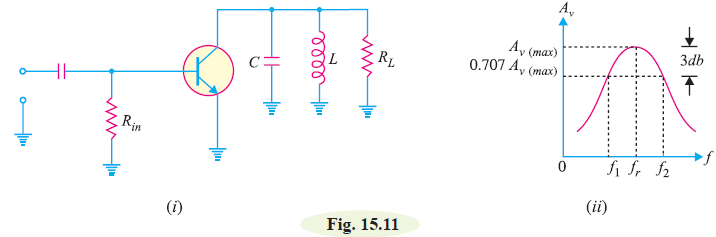 C
L
R_L
R_in
(i)
A_v
A_v (max)
0.707 A_v (max)
3db
0
f_1 f_r f_2
f
(ii)
Fig. 15.11